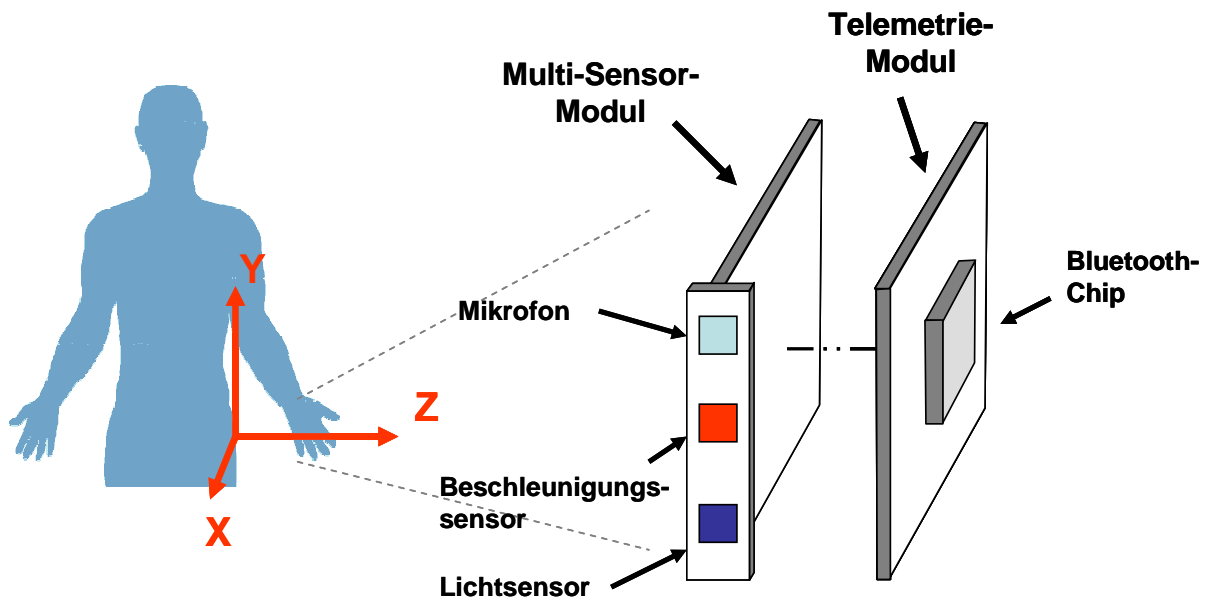 Telemetrie-
Modul
Multi-Sensor-
Modul
Bluetooth-
Chip
Y
Mikrofon
Z
Beschleunigungs-
sensor
X
Lichtsensor